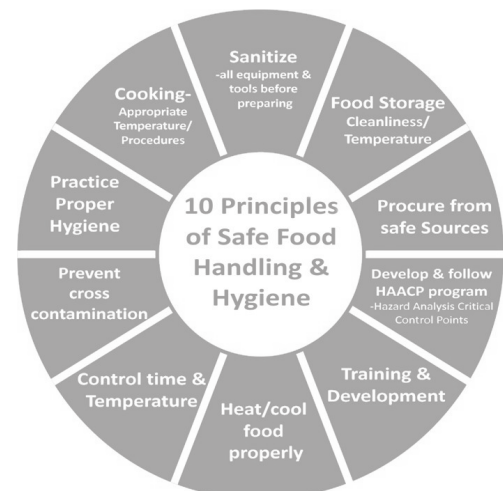 10 Principles
of Safe Food
Handling &
Hygiene
Sanitize
-all equipment &
tools before
preparing
Food Storage
Cleanliness/
Temperature
Procure from
safe Sources
Develop & follow
HAACP program
-Hazard Analysis Critical
Control Points
Training &
Development
Heat/cool
food
properly
Control time &
Temperature
Prevent
cross
contamination
Practice
Proper
Hygiene
Cooking-
Appropriate
Temperature/
Procedures